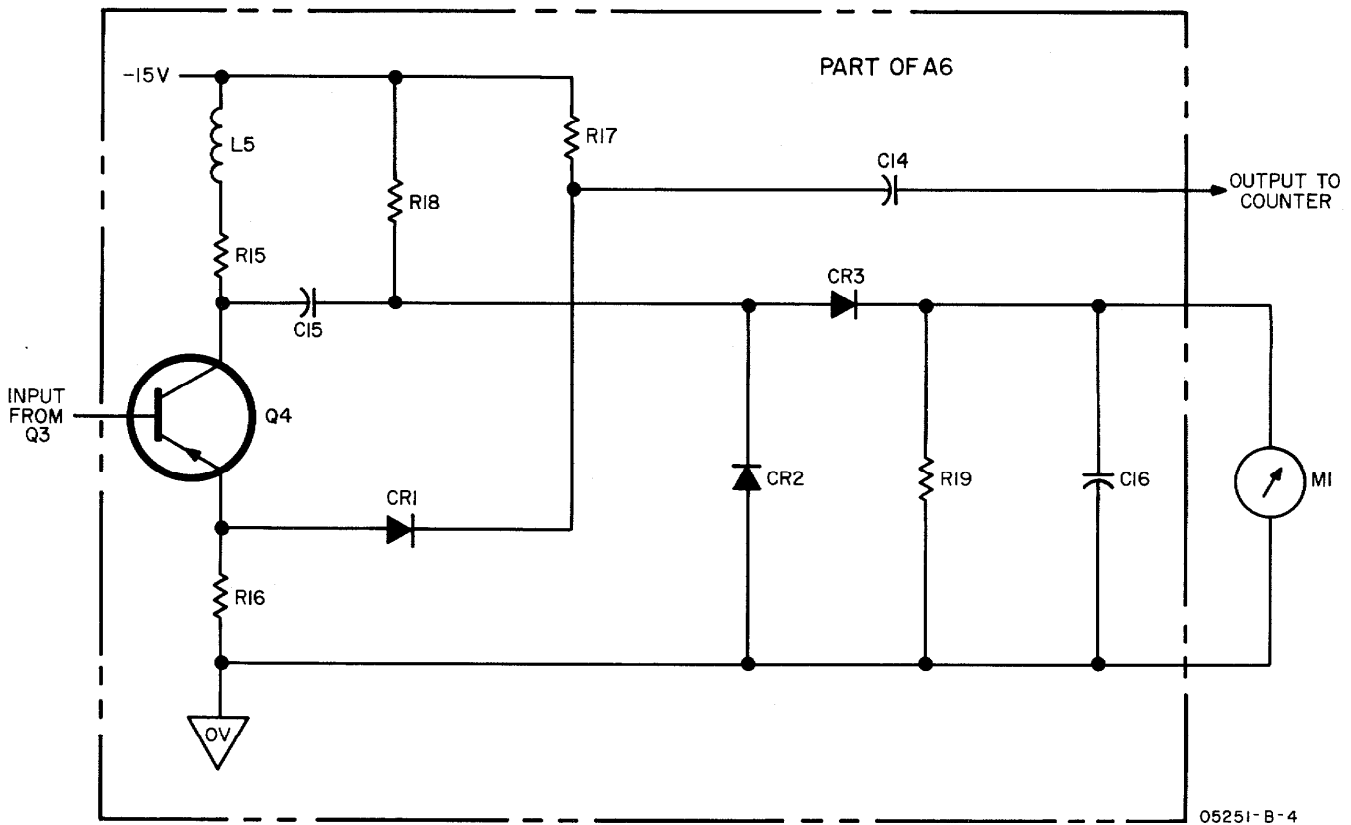 PART OF A6
-15V
L5
R18
R17
C14
OUTPUT TO
COUNTER
R15
C15
CR3
INPUT
FROM
Q3
Q4
CR1
CR2
R19
C16
M1
R16
0V
05251-B-4